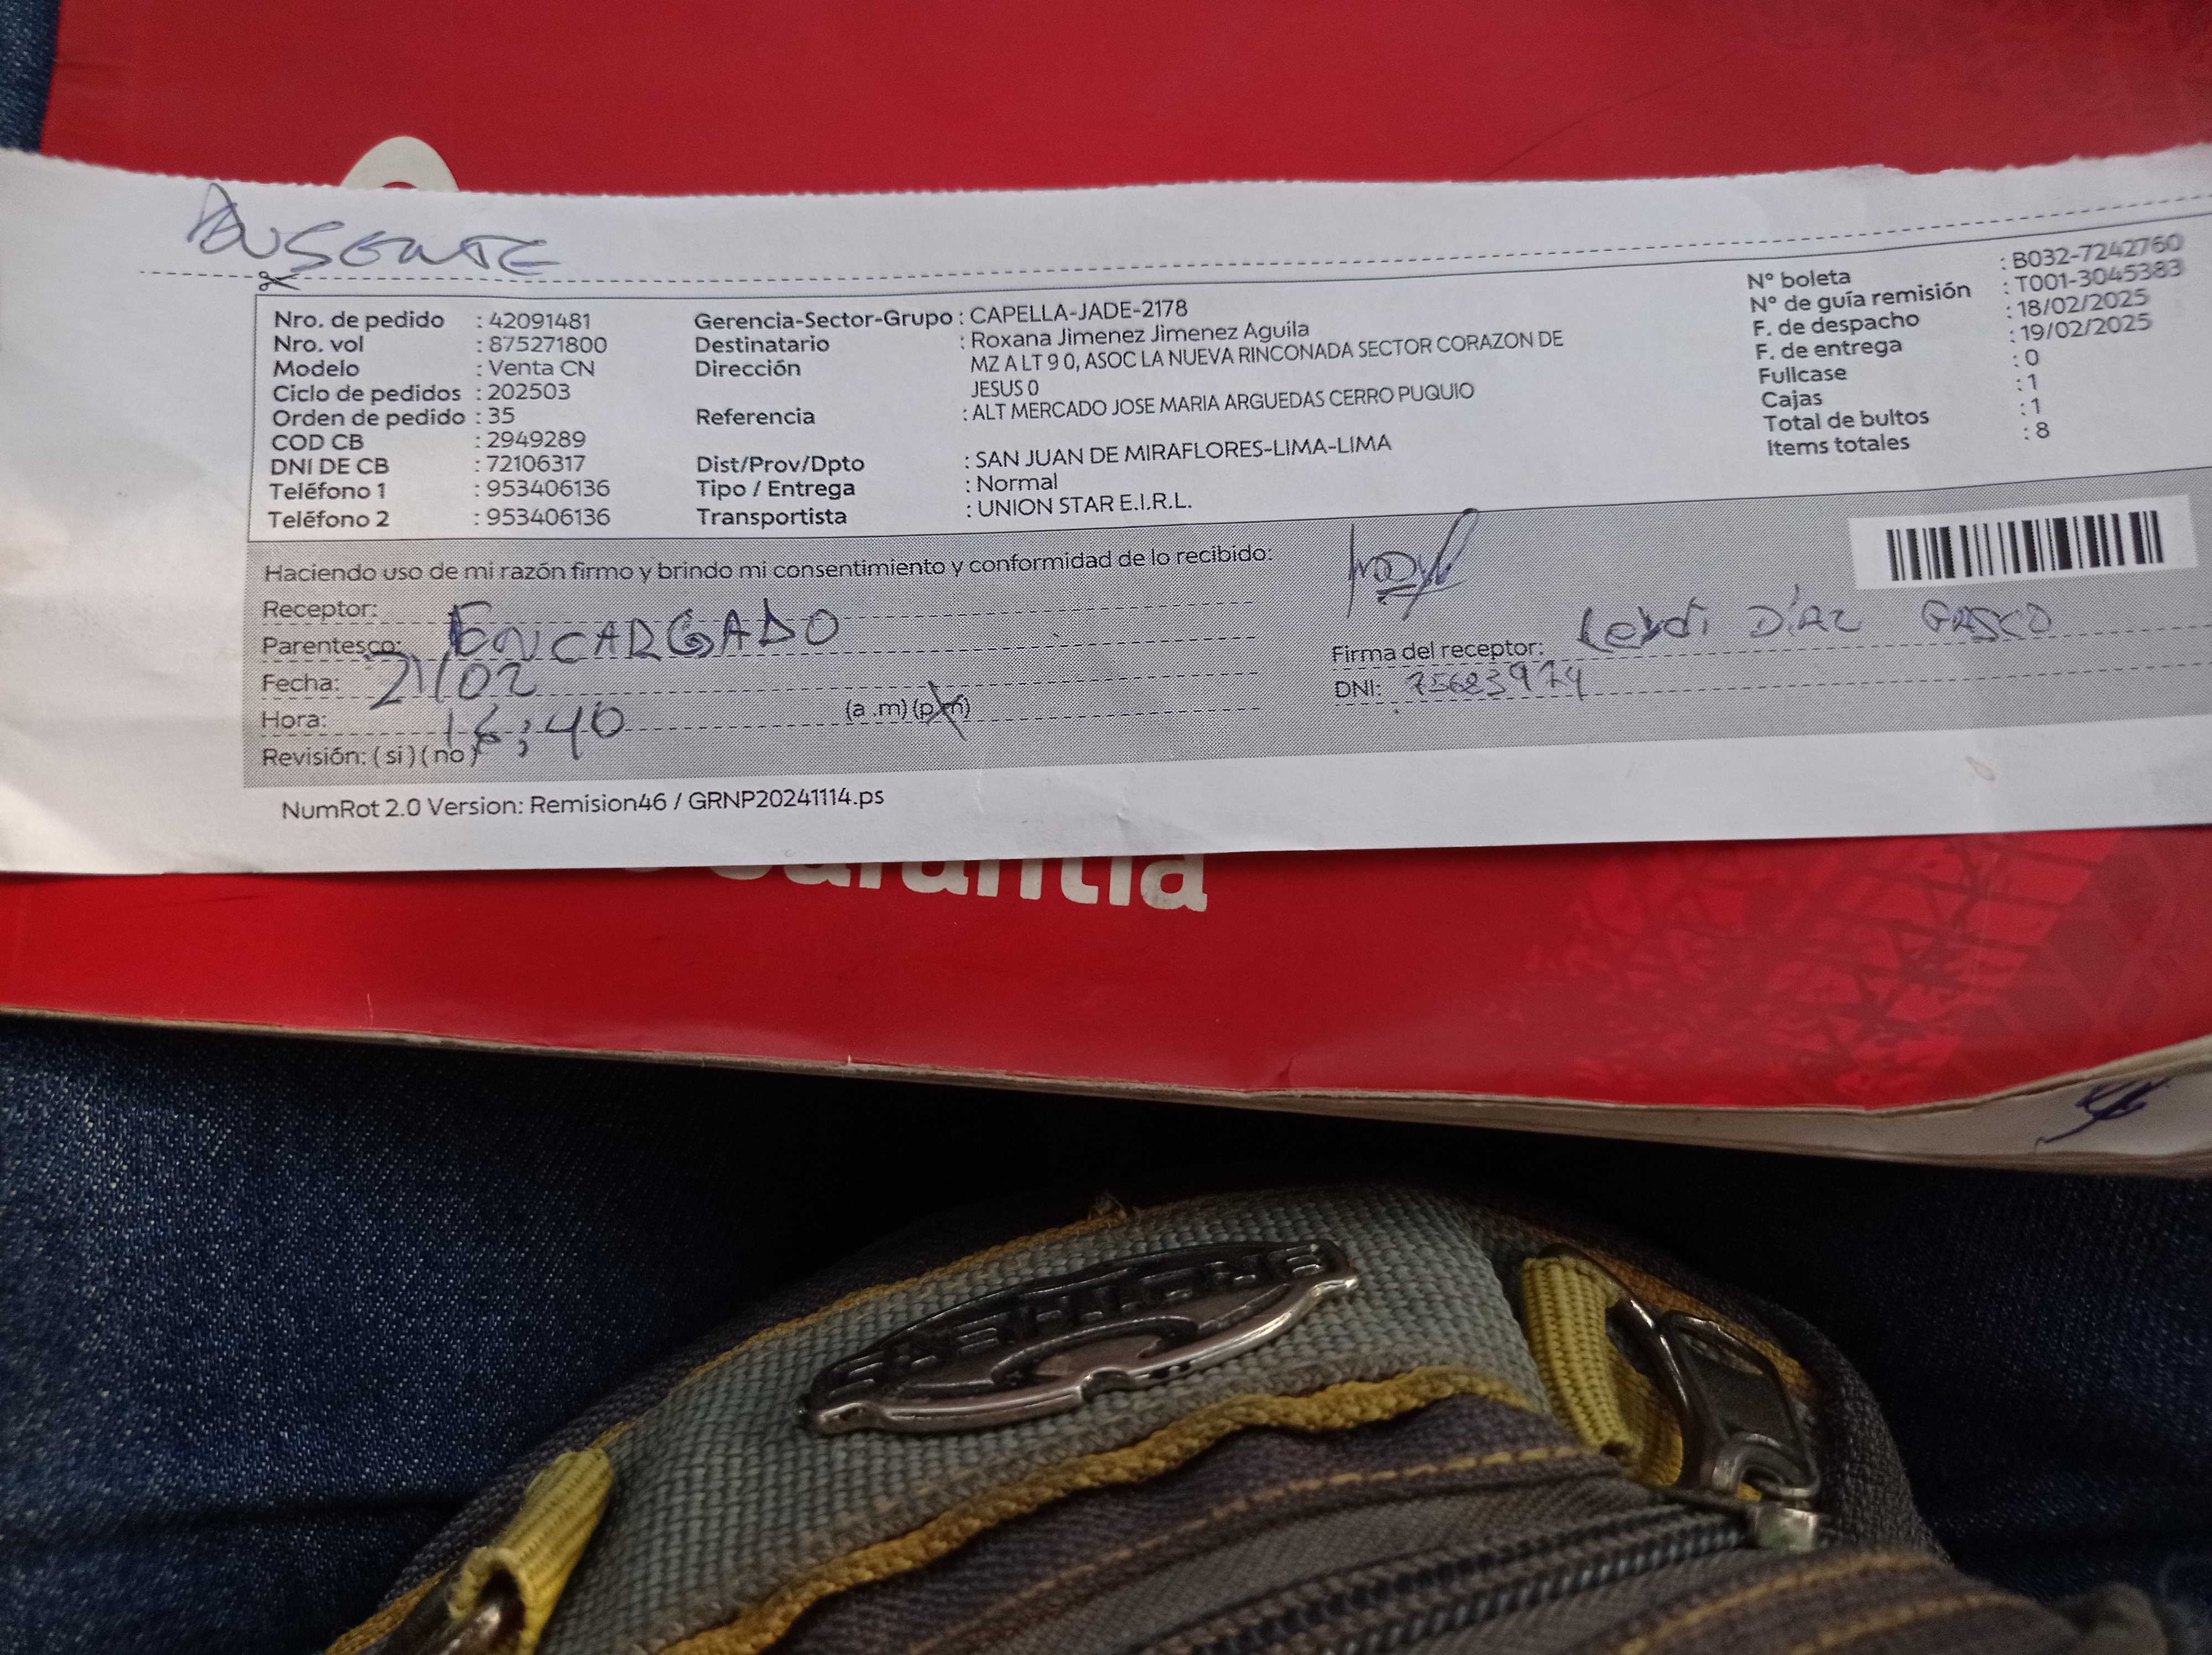 AUSENTE
Nro. de pedido : 42091481
Nro. vol : 875271800
Modelo : Venta CN
Ciclo de pedidos : 202503
Orden de pedido : 35
COD CB : 2949289
DNI DE CB : 72106317
Teléfono 1 : 953406136
Teléfono 2 : 953406136
Gerencia-Sector-Grupo : CAPELLA-JADE-2178
Destinatario : Roxana Jimenez Jimenez Aguila
Dirección MZ A LT 9 0, ASOC LA NUEVA RINCONADA SECTOR CORAZON DE
JESUS 0
Referencia : ALT MERCADO JOSE MARIA ARGUEDAS CERRO PUQUIO
Dist/Prov/Dpto : SAN JUAN DE MIRAFLORES-LIMA-LIMA
Tipo / Entrega : Normal
Transportista : UNION STAR E.I.R.L.
N° boleta : B032-7242760
N° de guía remisión : T001-3045383
F. de despacho : 18/02/2025
F. de entrega : 19/02/2025
Fullcase : 0
Cajas : 1
Total de bultos : 1
Items totales : 8
Haciendo uso de mi razón firmo y brindo mi consentimiento y conformidad de lo recibido:
Receptor:
Parentesco: ENCARGADO
Fecha: 21/02
Hora: 16:40 (a .m) (p.m)
Revisión: ( si ) ( no )
Firma del receptor: Leydi DÍAZ GASCO
DNI: 75683974
NumRot 2.0 Version: Remision46 / GRNP20241114.ps
Garantía
BROTHERS